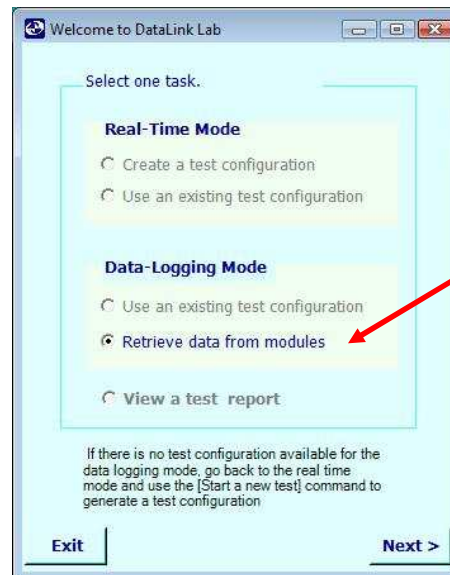 Welcome to DataLink Lab
Select one task.
Real-Time Mode
Create a test configuration
Use an existing test configuration
Data-Logging Mode
Use an existing test configuration
Retrieve data from modules
View a test report
If there is no test configuration available for the
data logging mode, go back to the real time
mode and use the [Start a new test] command to
generate a test configuration
Exit
Next >